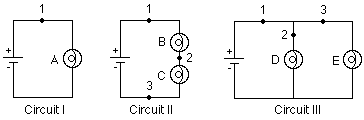 1
+
-
A
Circuit I
1
+
-
B
2
C
3
Circuit II
1
3
+
-
2
D
E
Circuit III